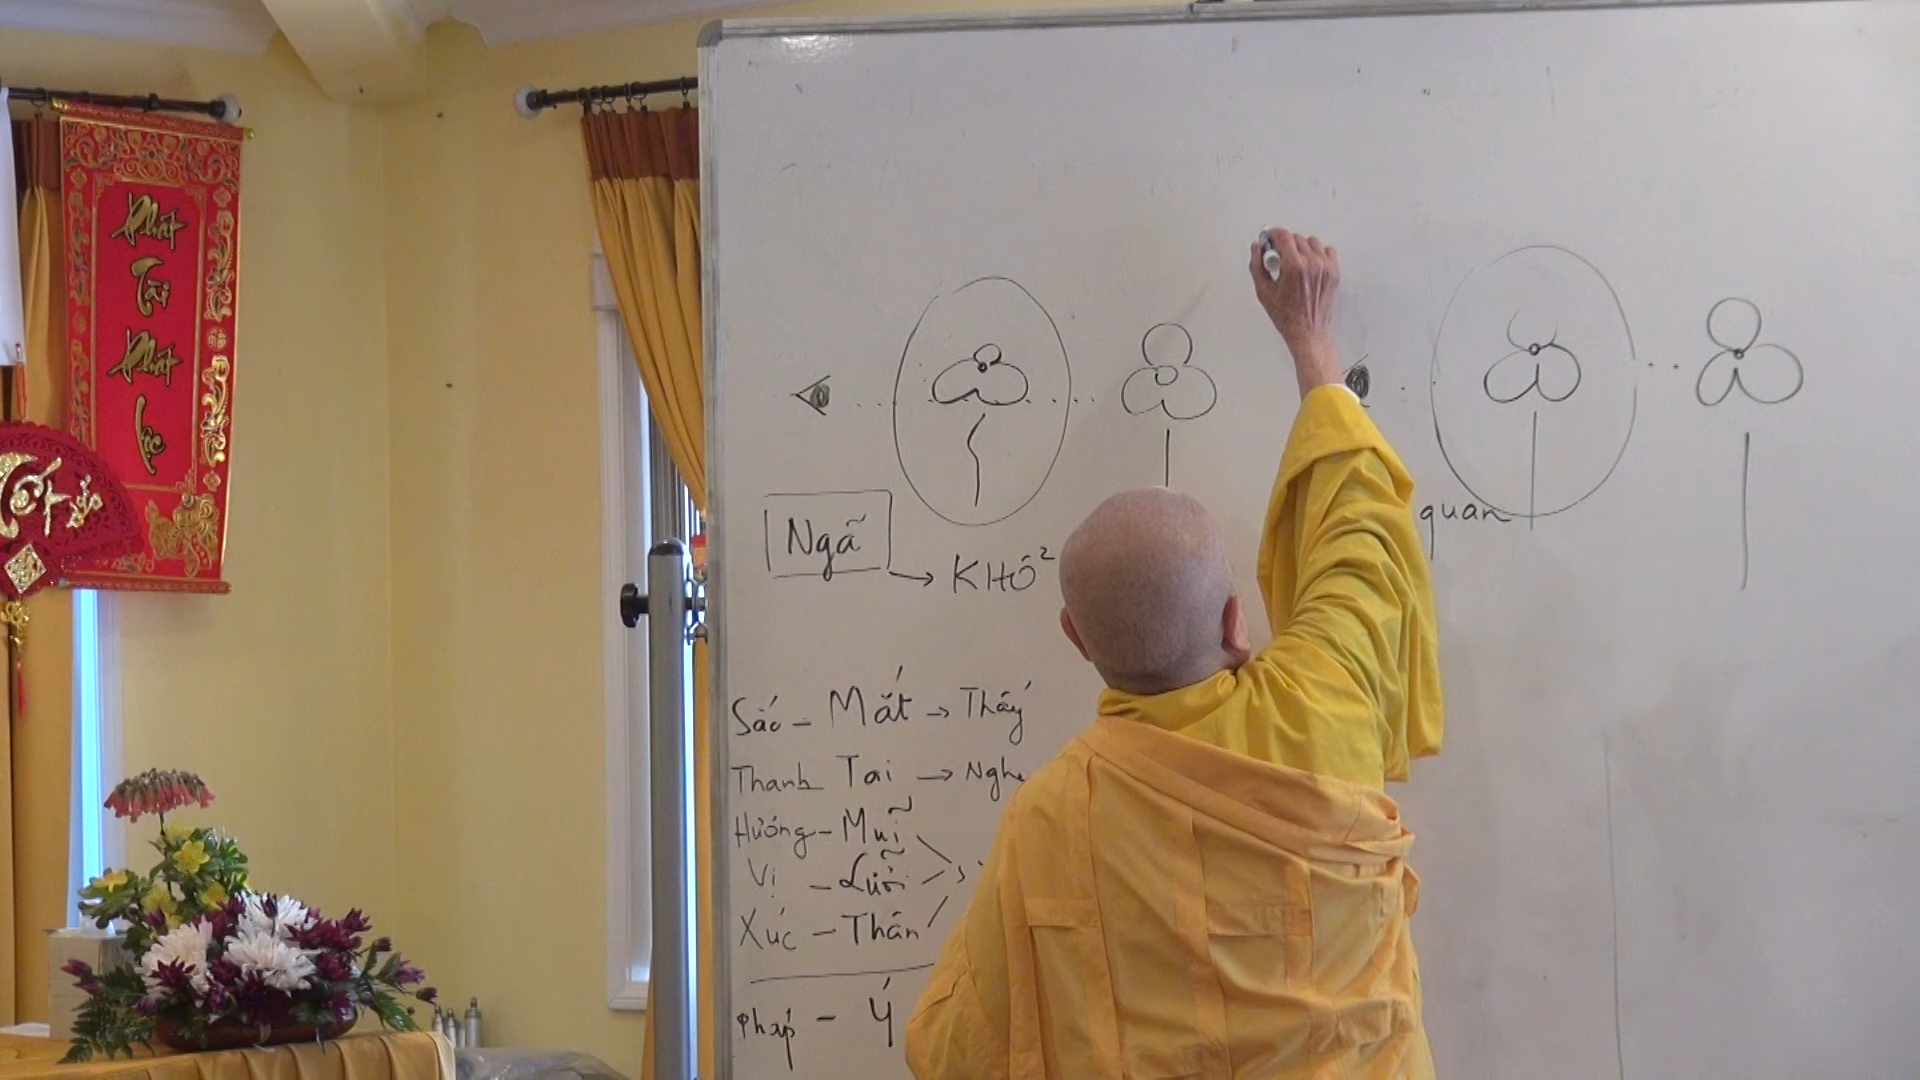 Phát
Tài
Phát
Lộc
Ngã
→ KHỔ
quan
Sắc – Mắt → Thấy
Thanh Tai → Nghe
Hương – Mũi
Vị – Lưỡi
Xúc – Thân
Pháp – Ý